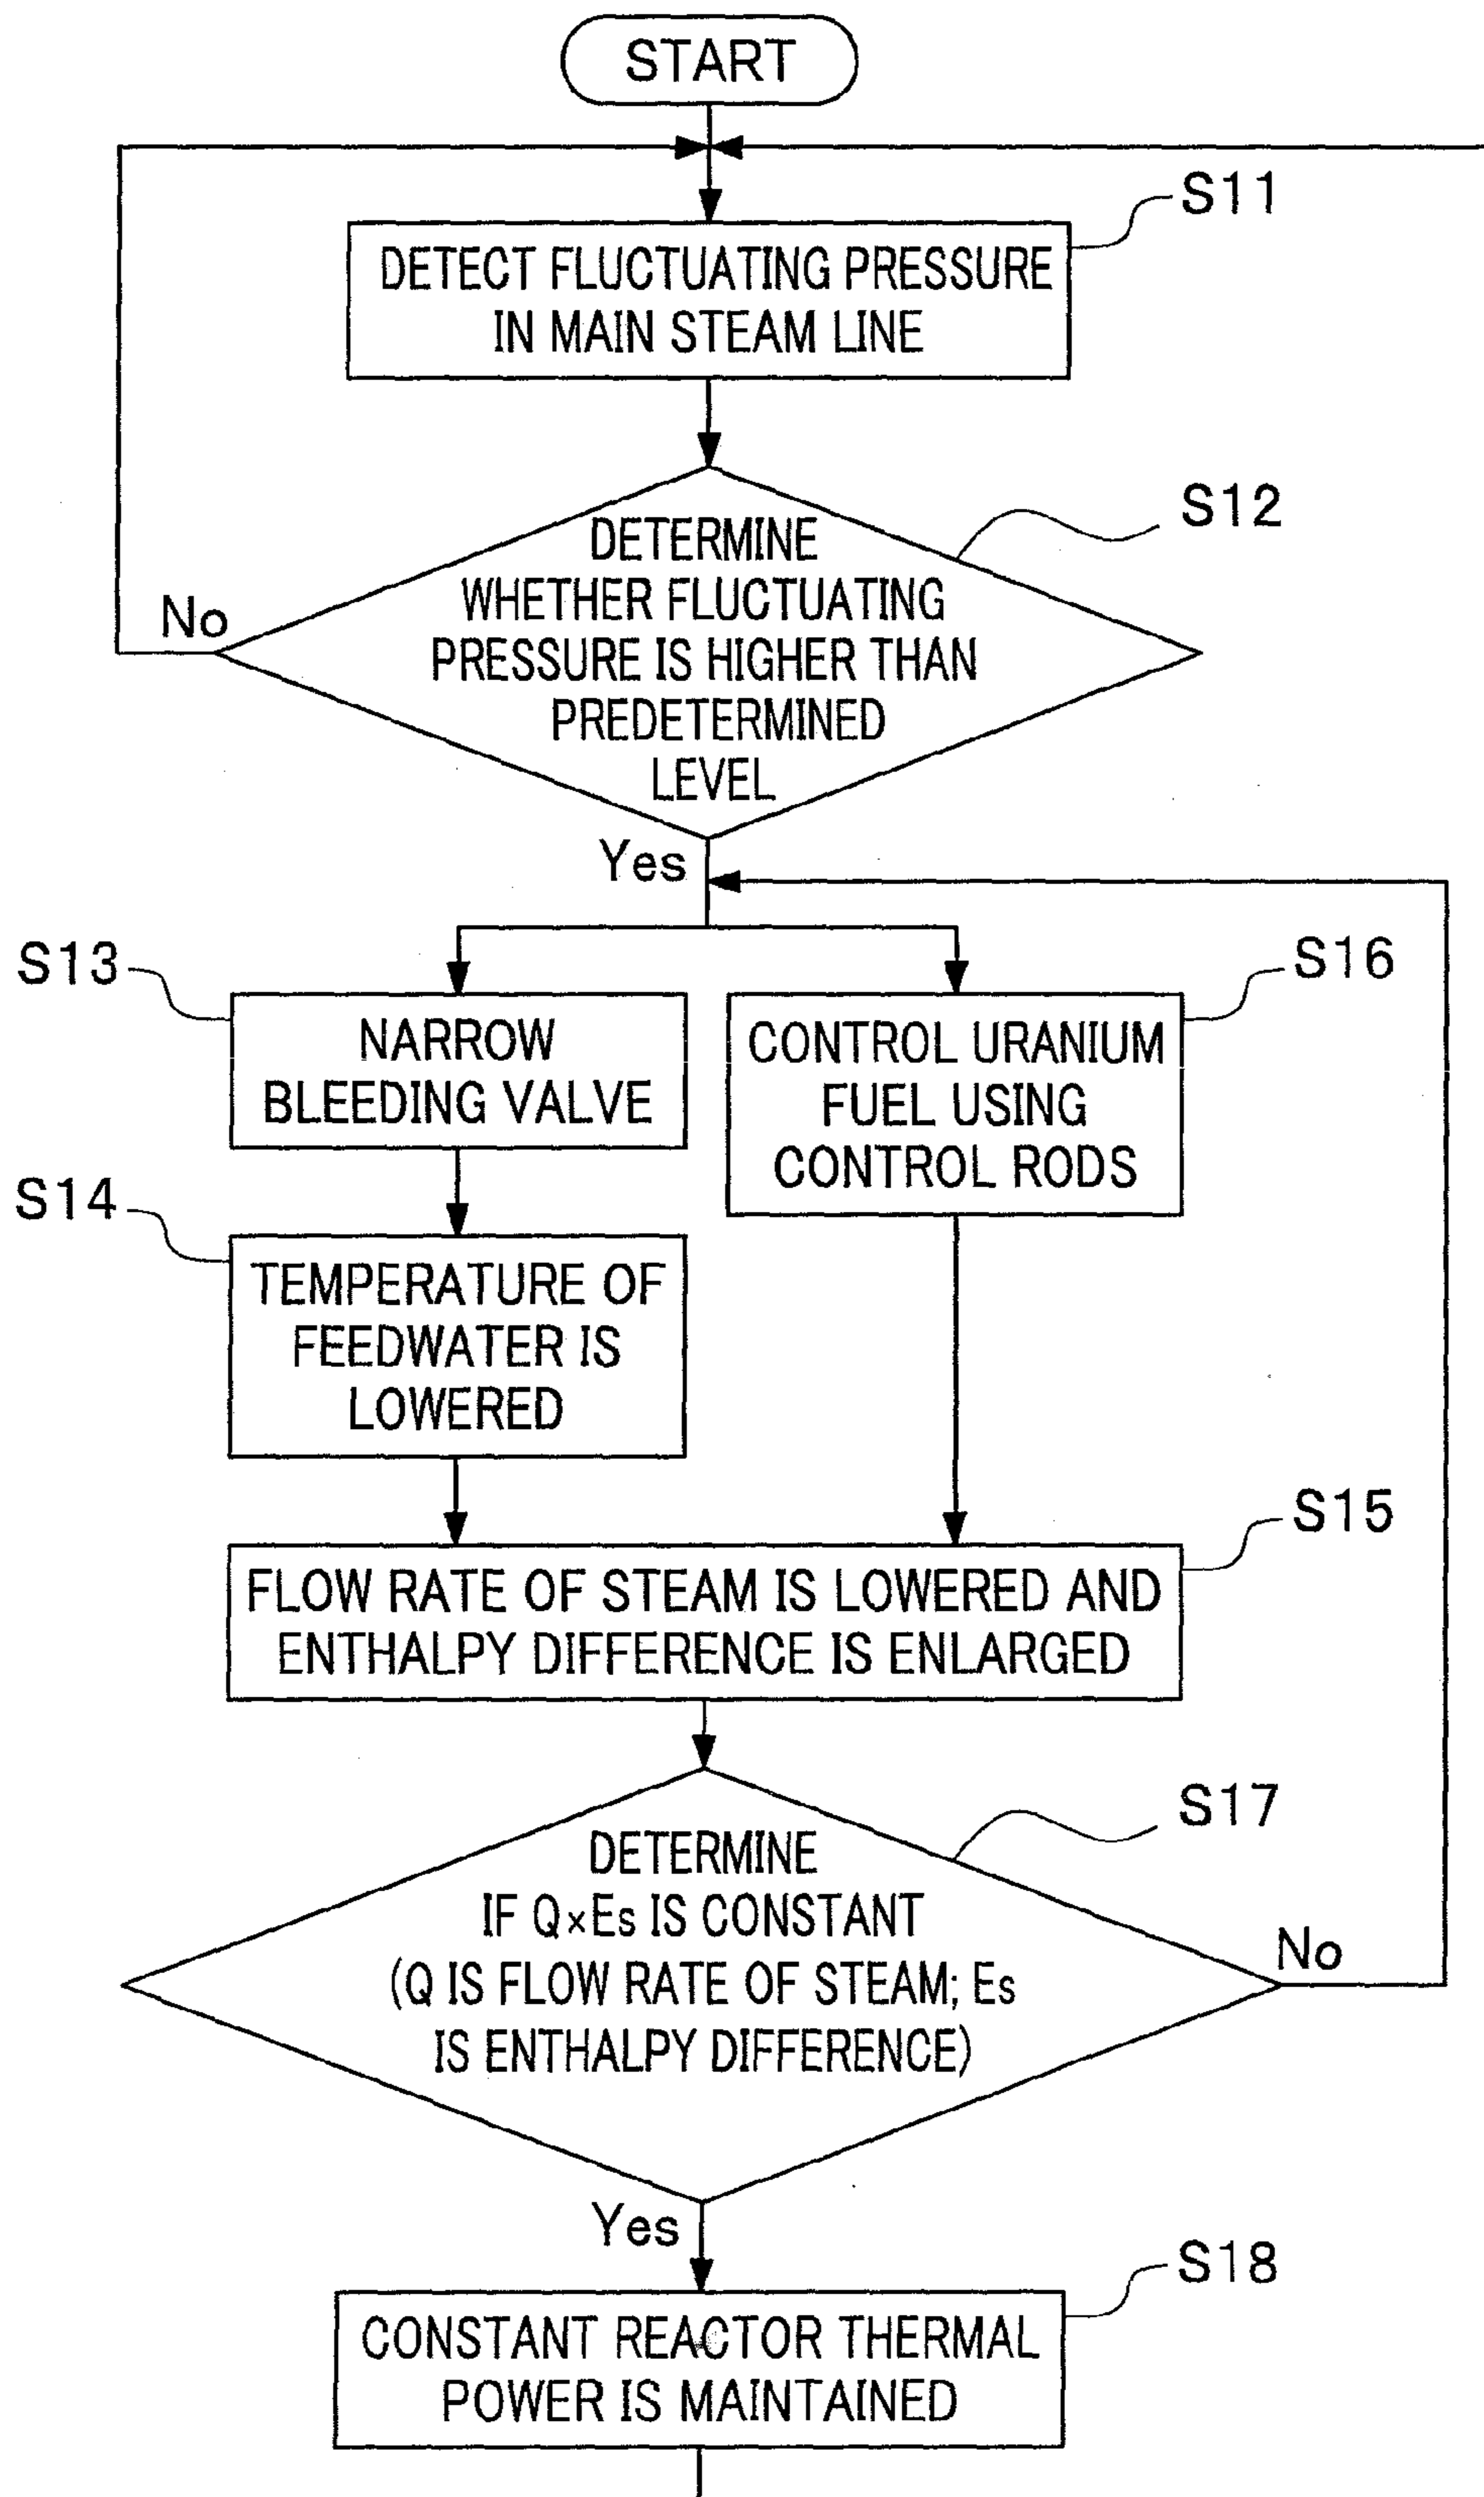 START
S11
DETECT FLUCTUATING PRESSURE
IN MAIN STEAM LINE
S12
DETERMINE
WHETHER FLUCTUATING
PRESSURE IS HIGHER THAN
PREDETERMINED
LEVEL
No
Yes
S13
NARROW
BLEEDING VALVE
S16
CONTROL URANIUM
FUEL USING
CONTROL RODS
S14
TEMPERATURE OF
FEEDWATER IS
LOWERED
S15
FLOW RATE OF STEAM IS LOWERED AND
ENTHALPY DIFFERENCE IS ENLARGED
S17
DETERMINE
IF Q×Es IS CONSTANT
(Q IS FLOW RATE OF STEAM; Es
IS ENTHALPY DIFFERENCE)
No
Yes
S18
CONSTANT REACTOR THERMAL
POWER IS MAINTAINED